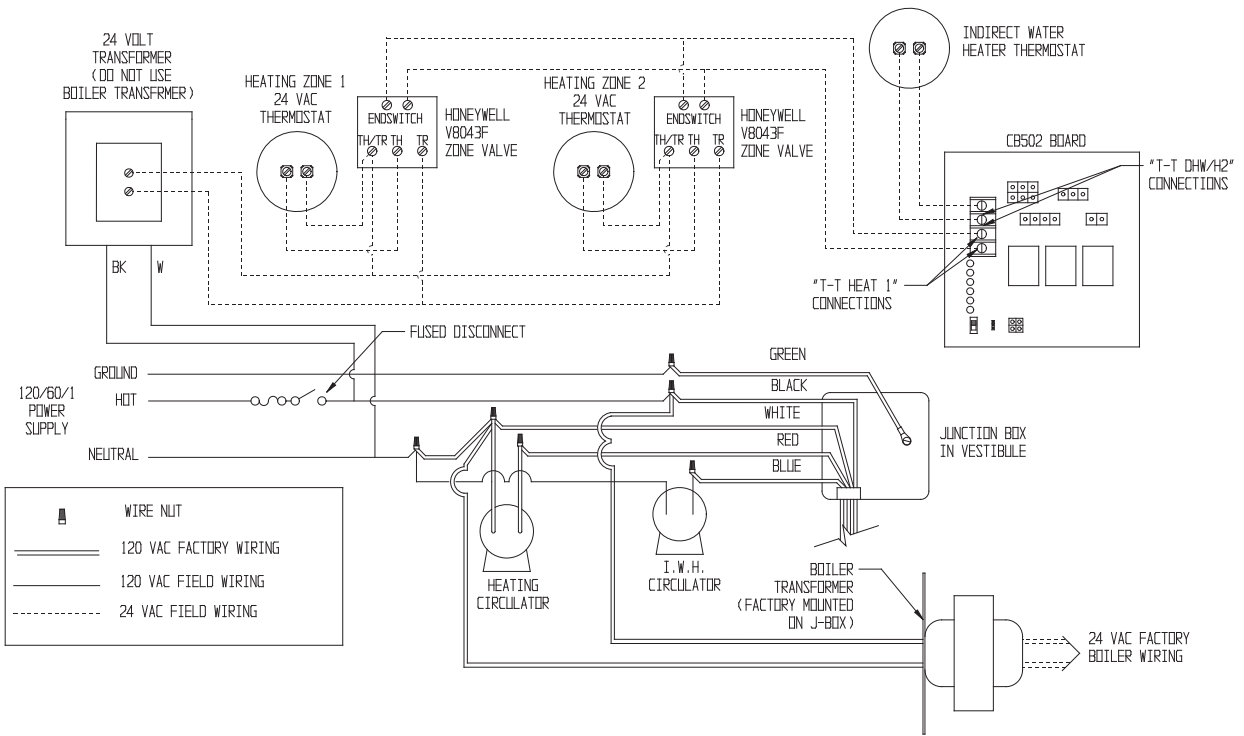 24 VOLT
TRANSFORMER
(DO NOT USE
BOILER TRANSFRMER)
HEATING ZONE 1
24 VAC
THERMOSTAT
ENDSWITCH
TH/TR TH TR
HONEYWELL
V8043F
ZONE VALVE
HEATING ZONE 2
24 VAC
THERMOSTAT
ENDSWITCH
TH/TR TH TR
HONEYWELL
V8043F
ZONE VALVE
INDIRECT WATER
HEATER THERMOSTAT
CB502 BOARD
"T-T DHW/H2"
CONNECTIONS
"T-T HEAT 1"
CONNECTIONS
BK
W
FUSED DISCONNECT
120/60/1
POWER
SUPPLY
GROUND
HOT
NEUTRAL
GREEN
BLACK
WHITE
RED
BLUE
JUNCTION BOX
IN VESTIBULE
WIRE NUT
120 VAC FACTORY WIRING
120 VAC FIELD WIRING
24 VAC FIELD WIRING
HEATING
CIRCULATOR
I.W.H.
CIRCULATOR
BOILER
TRANSFORMER
(FACTORY MOUNTED
ON J-BOX)
24 VAC FACTORY
BOILER WIRING